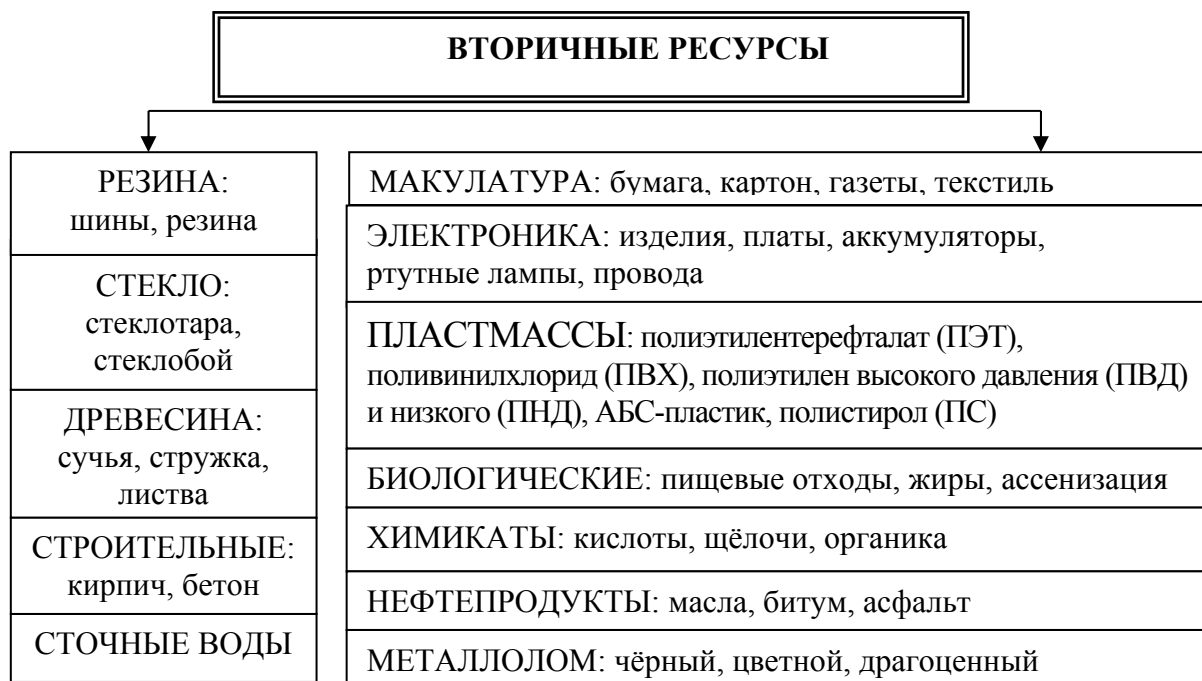 ВТОРИЧНЫЕ РЕСУРСЫ
РЕЗИНА:
шины, резина
СТЕКЛО:
стеклотара,
стеклобой
ДРЕВЕСИНА:
сучья, стружка,
листва
СТРОИТЕЛЬНЫЕ:
кирпич, бетон
СТОЧНЫЕ ВОДЫ
МАКУЛАТУРА: бумага, картон, газеты, текстиль
ЭЛЕКТРОНИКА: изделия, платы, аккумуляторы,
ртутные лампы, провода
ПЛАСТМАССЫ: полиэтилентерефталат (ПЭТ),
поливинилхлорид (ПВХ), полиэтилен высокого давления (ПВД)
и низкого (ПНД), АБС-пластик, полистирол (ПС)
БИОЛОГИЧЕСКИЕ: пищевые отходы, жиры, ассенизация
ХИМИКАТЫ: кислоты, щёлочи, органика
НЕФТЕПРОДУКТЫ: масла, битум, асфальт
МЕТАЛЛОЛОМ: чёрный, цветной, драгоценный